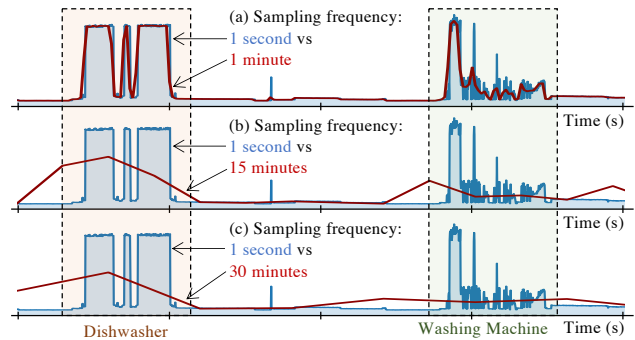 (a) Sampling frequency:
1 second vs
1 minute
Time (s)
(b) Sampling frequency:
1 second vs
15 minutes
Time (s)
(c) Sampling frequency:
1 second vs
30 minutes
Dishwasher
Washing Machine
Time (s)